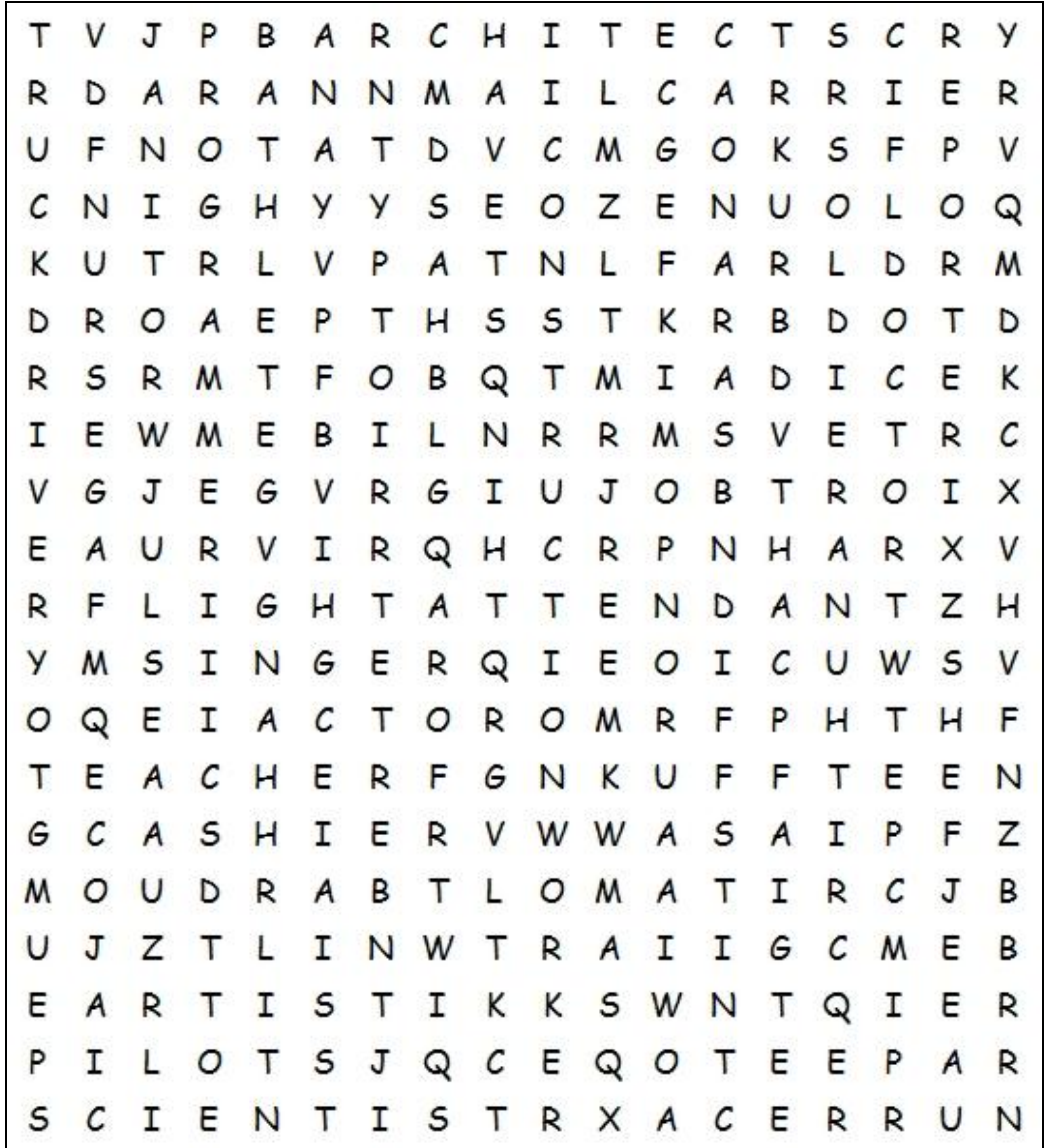 T V J P B A R C H I T E C T S C R Y
R D A R A N N M A I L C A R R I E R
U F N O T A T D V C M G O K S F P V
C N I G H Y Y S E O Z E N U O L O Q
K U T R L V P A T N L F A R L D R M
D R O A E P T H S S T K R B D O T D
R S R M T F O B Q T M I A D I C E K
I E W M E B I L N R R M S V E T R C
V G J E G V R G I U J O B T R O I X
E A U R V I R Q H C R P N H A R X V
R F L I G H T A T T E N D A N T Z H
Y M S I N G E R Q I E O I C U W S V
O Q E I A C T O R O M R F P H T H F
T E A C H E R F G N K U F F T E E N
G C A S H I E R V W W A S A I P F Z
M O U D R A B T L O M A T I R C J B
U J Z T L I N W T R A I I G C M E B
E A R T I S T I K K S W N T Q I E R
P I L O T S J Q C E Q O T E E P A R
S C I E N T I S T R X A C E R R U N